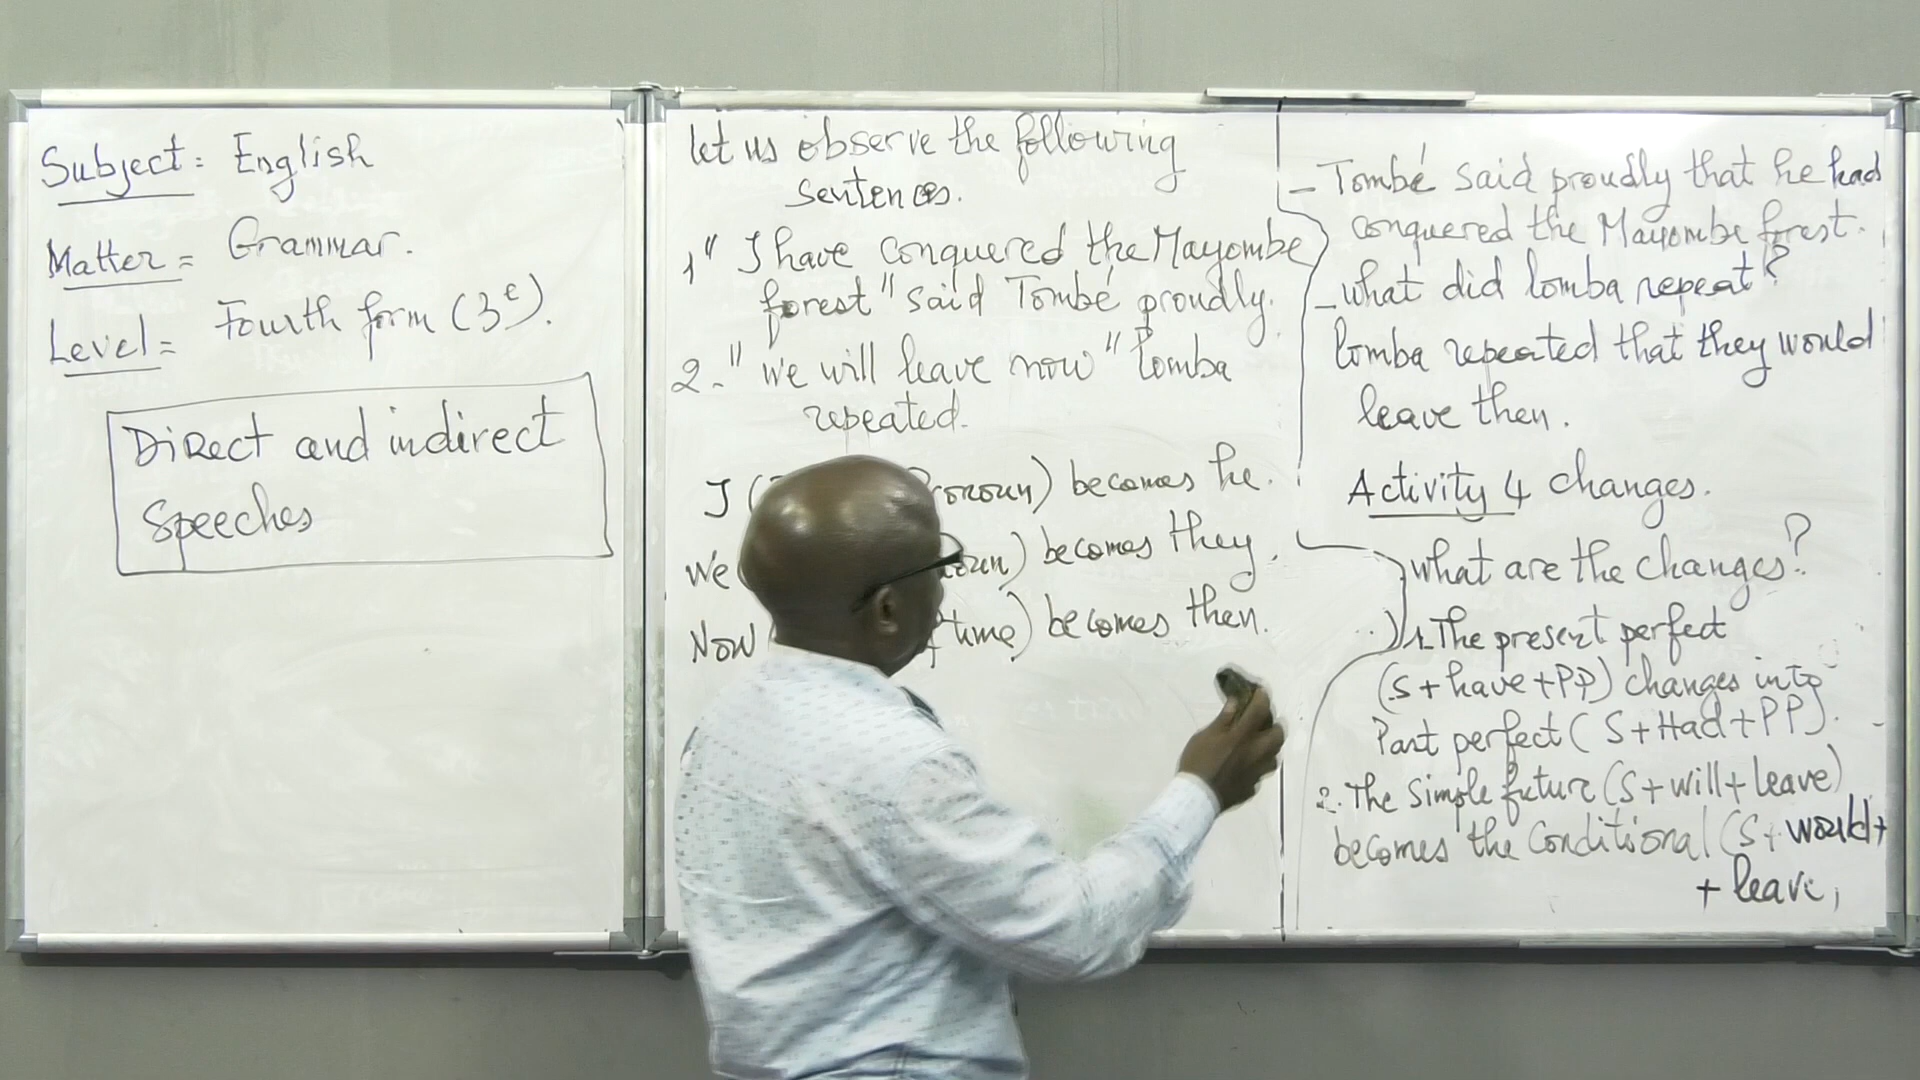 Subject: English
Matter = Grammar.
Level = Fourth form (3e).
Direct and indirect
Speeches
let us observe the following
sentences.
1" I have conquered the Mayombe
forest" said Tombé proudly.
2-" we will leave now" lomba
repeated.
I ( pronoun) becomes he.
We ( ) becomes they.
Now ( time) becomes then.
- Tombé said proudly that he had
conquered the Mayombe forest.
- what did lomba repeat?
lomba repeated that they would
leave then.
Activity 4 changes.
what are the changes?
1. The present perfect
(S + have + PP) changes into
Past perfect ( S + Had + PP).
2. The simple future (S + will + leave)
becomes the conditional (S + would +
+ leave,